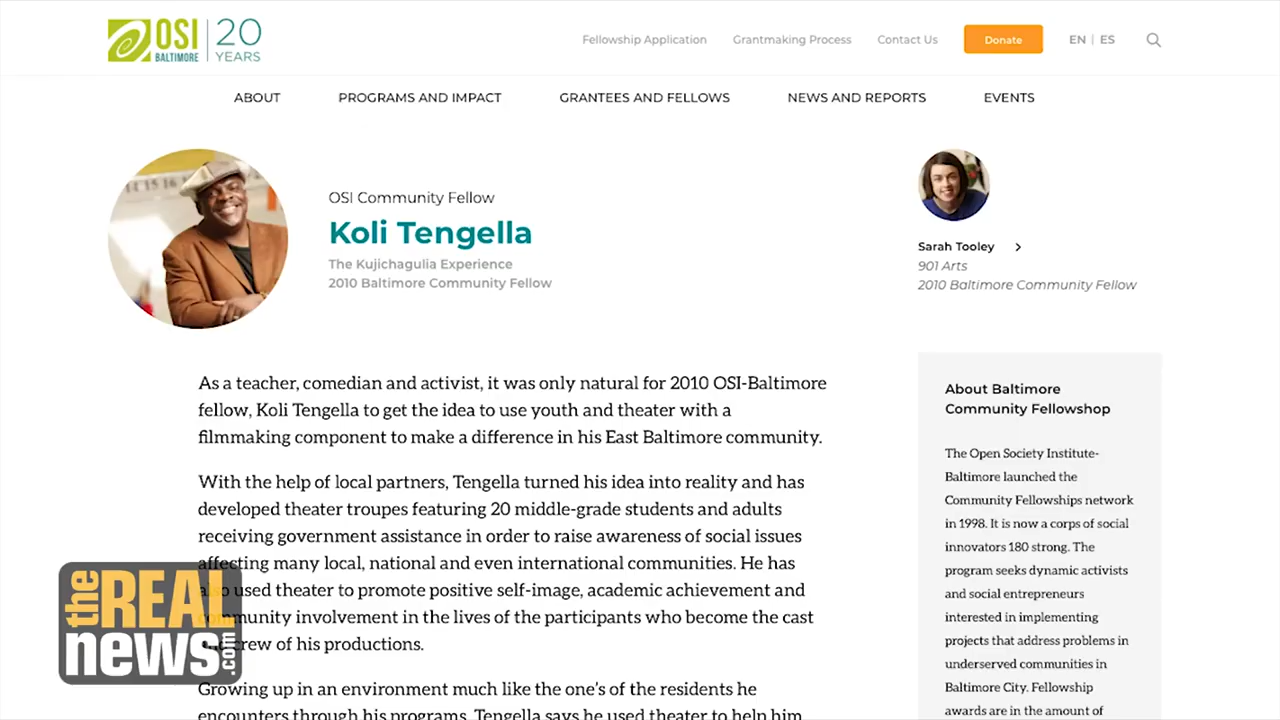 OSI
BALTIMORE
20
YEARS
Fellowship Application
Grantmaking Process
Contact Us
Donate
EN | ES
ABOUT
PROGRAMS AND IMPACT
GRANTEES AND FELLOWS
NEWS AND REPORTS
EVENTS
14 15 16
OSI Community Fellow
Koli Tengella
The Kujichagulia Experience
2010 Baltimore Community Fellow
As a teacher, comedian and activist, it was only natural for 2010 OSI-Baltimore
fellow, Koli Tengella to get the idea to use youth and theater with a
filmmaking component to make a difference in his East Baltimore community.
With the help of local partners, Tengella turned his idea into reality and has
developed theater troupes featuring 20 middle-grade students and adults
receiving government assistance in order to raise awareness of social issues
affecting many local, national and even international communities. He has
also used theater to promote positive self-image, academic achievement and
community involvement in the lives of the participants who become the cast
and crew of his productions.
Growing up in an environment much like the one's of the residents he
encounters through his programs, Tengella says he used theater to help him
Sarah Tooley >
901 Arts
2010 Baltimore Community Fellow
About Baltimore
Community Fellowshop
The Open Society Institute-
Baltimore launched the
Community Fellowships network
in 1998. It is now a corps of social
innovators 180 strong. The
program seeks dynamic activists
and social entrepreneurs
interested in implementing
projects that address problems in
underserved communities in
Baltimore City. Fellowship
awards are in the amount of
the REAL
news.com